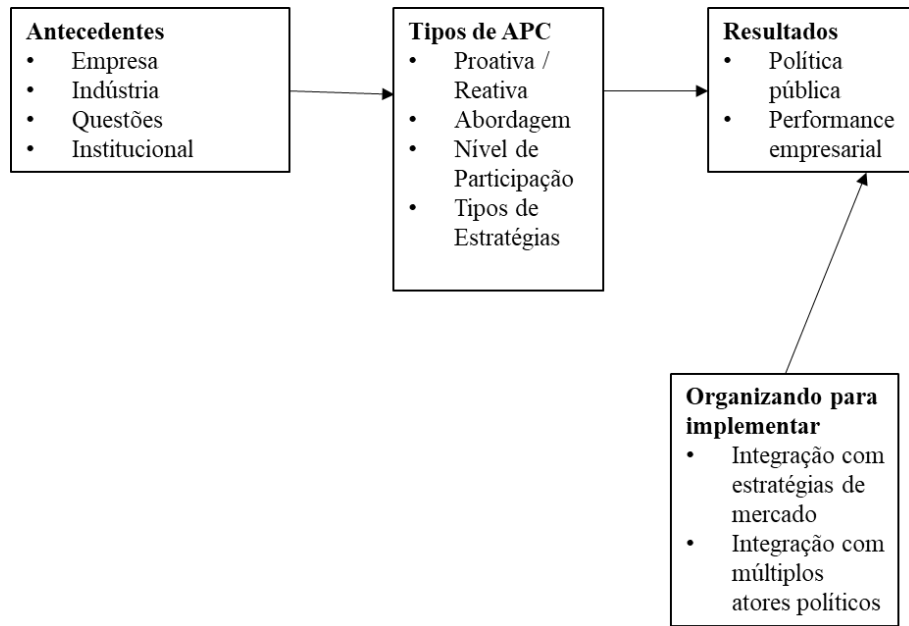 Antecedentes
• Empresa
• Indústria
• Questões
• Institucional
Tipos de APC
• Proativa /
Reativa
• Abordagem
• Nível de
Participação
• Tipos de
Estratégias
Resultados
• Política
pública
• Performance
empresarial
Organizando para
implementar
• Integração com
estratégias de
mercado
• Integração com
múltiplos
atores políticos